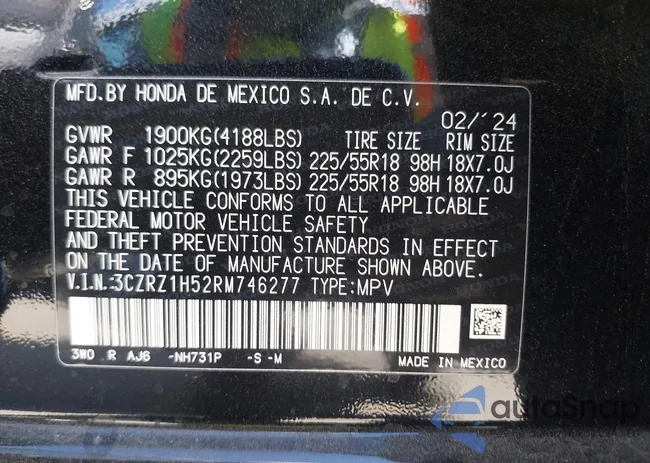 MFD.BY HONDA DE MEXICO S.A. DE C.V.
02/'24
GVWR 1900KG(4188LBS) TIRE SIZE RIM SIZE
GAWR F 1025KG(2259LBS) 225/55R18 98H 18X7.0J
GAWR R 895KG(1973LBS) 225/55R18 98H 18X7.0J
THIS VEHICLE CONFORMS TO ALL APPLICABLE
FEDERAL MOTOR VEHICLE SAFETY
AND THEFT PREVENTION STANDARDS IN EFFECT
ON THE DATE OF MANUFACTURE SHOWN ABOVE.
V.I.N.:3CZRZ1H52RM746277 TYPE:MPV
3W0 R AJ6 -NH731P -S -M
MADE IN MEXICO
autoSnap